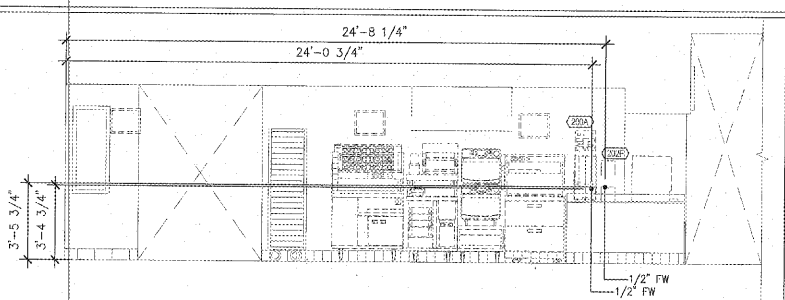 24'-8 1/4"
24'-0 3/4"
200A
202F
3'-5 3/4"
3'-4 3/4"
1/2" FW
1/2" FW